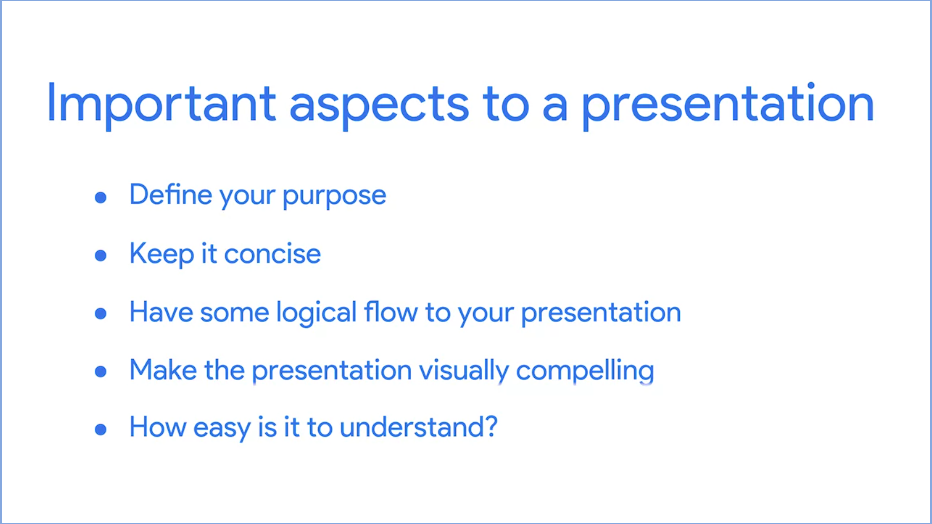 Important aspects to a presentation
• Define your purpose
• Keep it concise
• Have some logical flow to your presentation
• Make the presentation visually compelling
• How easy is it to understand?